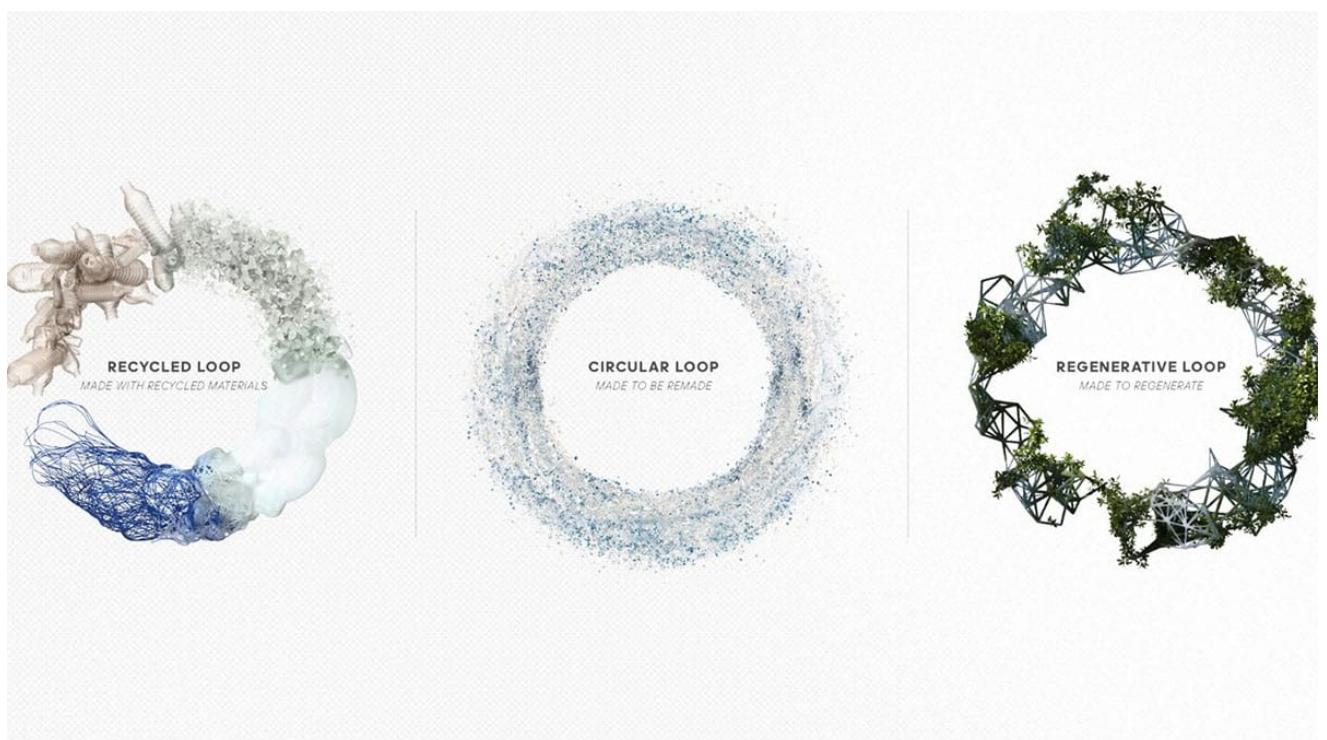 RECYCLED LOOP
MADE WITH RECYCLED MATERIALS
CIRCULAR LOOP
MADE TO BE REMADE
REGENERATIVE LOOP
MADE TO REGENERATE